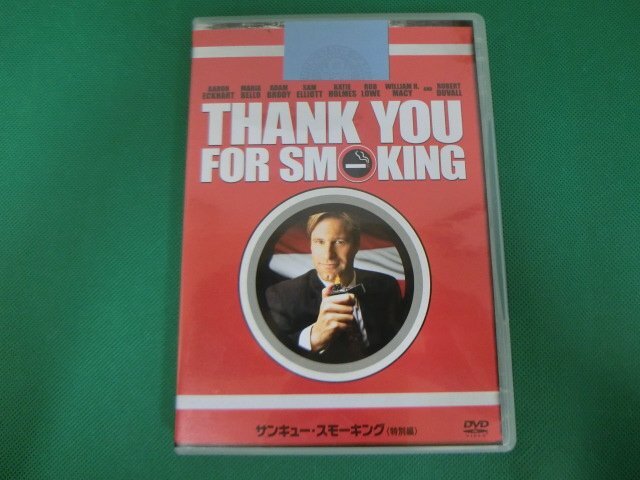 AARON ECKHART MARIA BELLO ADAM BRODY SAM ELLIOTT KATIE HOLMES ROB LOWE WILLIAM H. MACY AND ROBERT DUVALL
THANK YOU
FOR SMOKING
サンキュー・スモーキング〈特別編〉
DVD
VIDEO